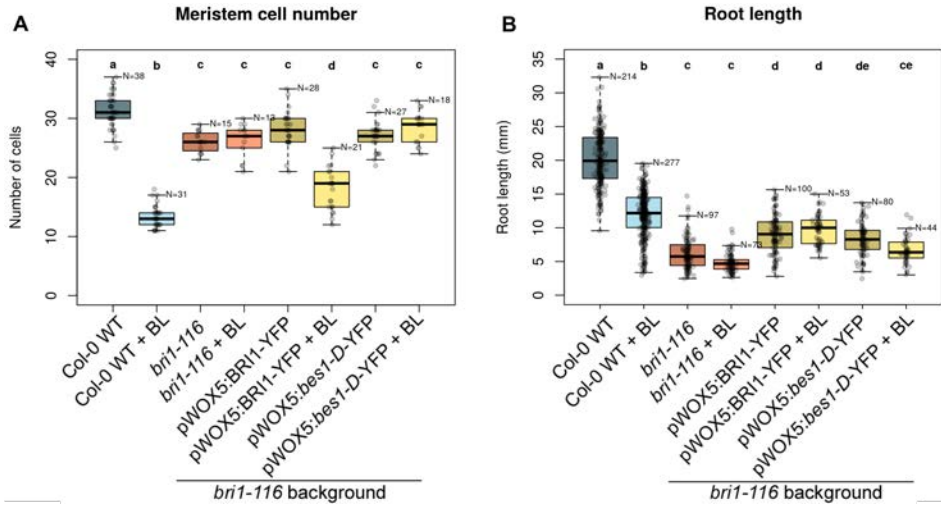 A
Meristem cell number
a b c c c d c c
N=38
N=31
N=15
N=13
N=28
N=21
N=27
N=18
Number of cells
40
30
20
10
0
Col-0 WT
Col-0 WT + BL
bri1-116
bri1-116 + BL
pWOX5:BRI1-YFP
pWOX5:BRI1-YFP + BL
pWOX5:bes1-D-YFP
pWOX5:bes1-D-YFP + BL
bri1-116 background
B
Root length
a b c c d d de ce
N=214
N=277
N=97
N=73
N=100
N=53
N=80
N=44
Root length (mm)
35
30
25
20
15
10
5
0
Col-0 WT
Col-0 WT + BL
bri1-116
bri1-116 + BL
pWOX5:BRI1-YFP
pWOX5:BRI1-YFP + BL
pWOX5:bes1-D-YFP
pWOX5:bes1-D-YFP + BL
bri1-116 background